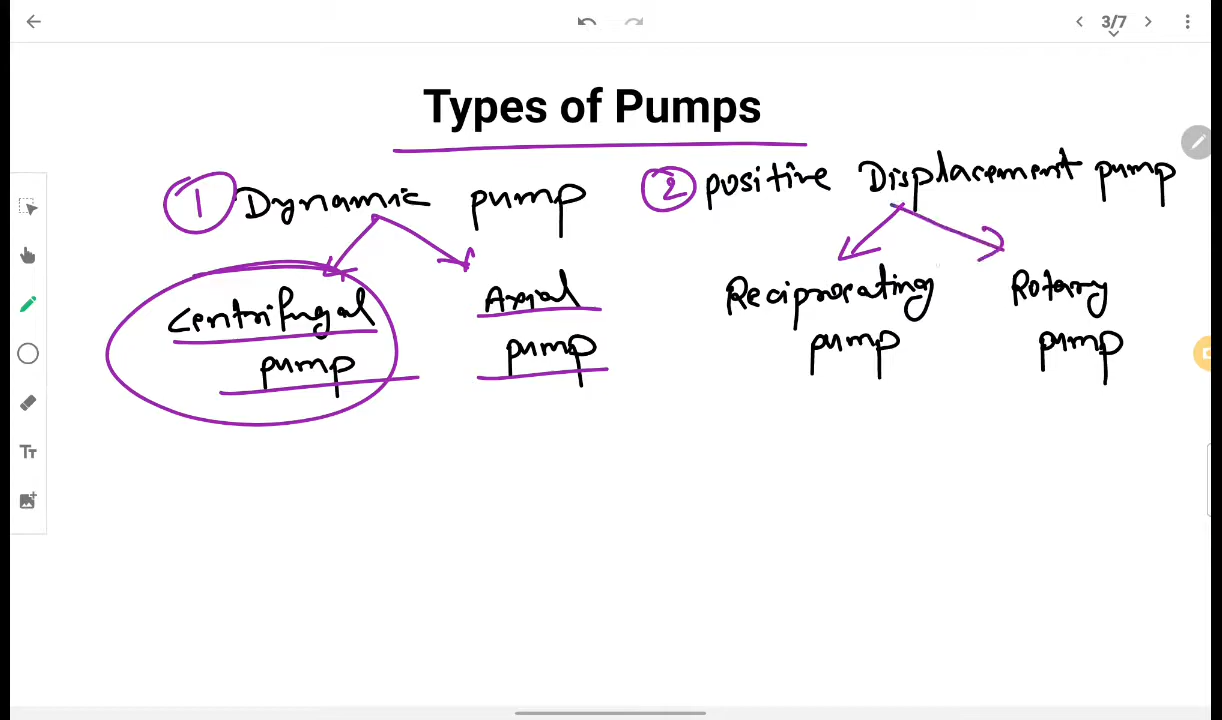 3/7
Types of Pumps
1 Dynamic pump
2 positive Displacement pump
Centrifugal pump
Axial pump
Reciprocating pump
Rotary pump
Tт